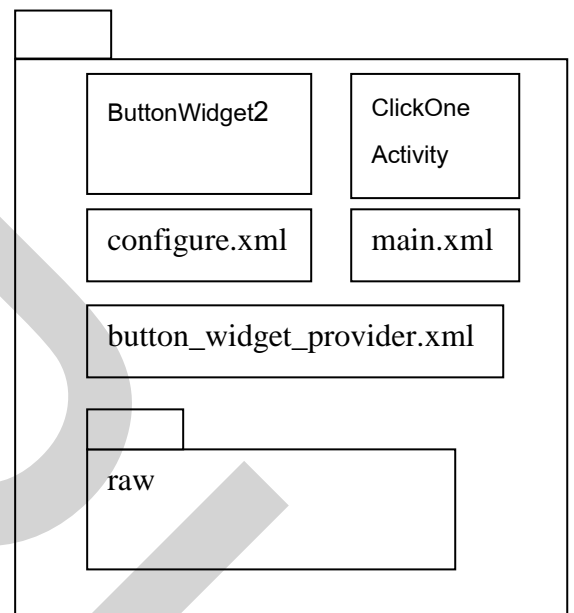 ButtonWidget2
ClickOne
Activity
configure.xml
main.xml
button_widget_provider.xml
raw